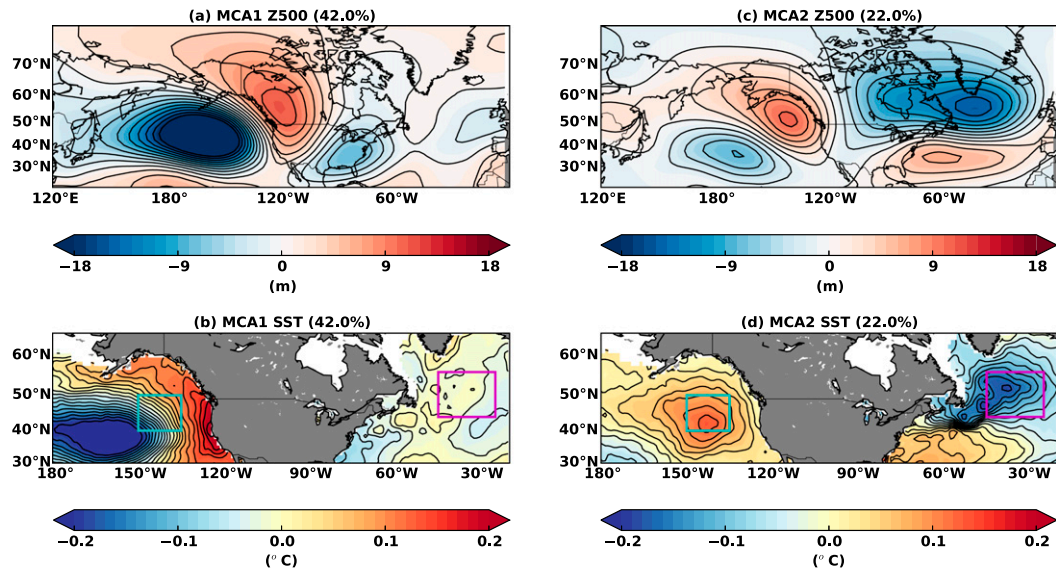 (a) MCA1 Z500 (42.0%)
70°N
60°N
50°N
40°N
30°N
120°E 180° 120°W 60°W
−18 −9 0 9 18
(m)
(b) MCA1 SST (42.0%)
60°N
50°N
40°N
30°N
180 150°W 120°W 90°W 60°W 30°W
−0.2 −0.1 0.0 0.1 0.2
(° C)
(c) MCA2 Z500 (22.0%)
70°N
60°N
50°N
40°N
30°N
180° 120°W 60°W
−18 −9 0 9 18
(m)
(d) MCA2 SST (22.0%)
60°N
50°N
40°N
30°N
180° 150°W 120°W 90°W 60°W 30°W
−0.2 −0.1 0.0 0.1 0.2
(° C)